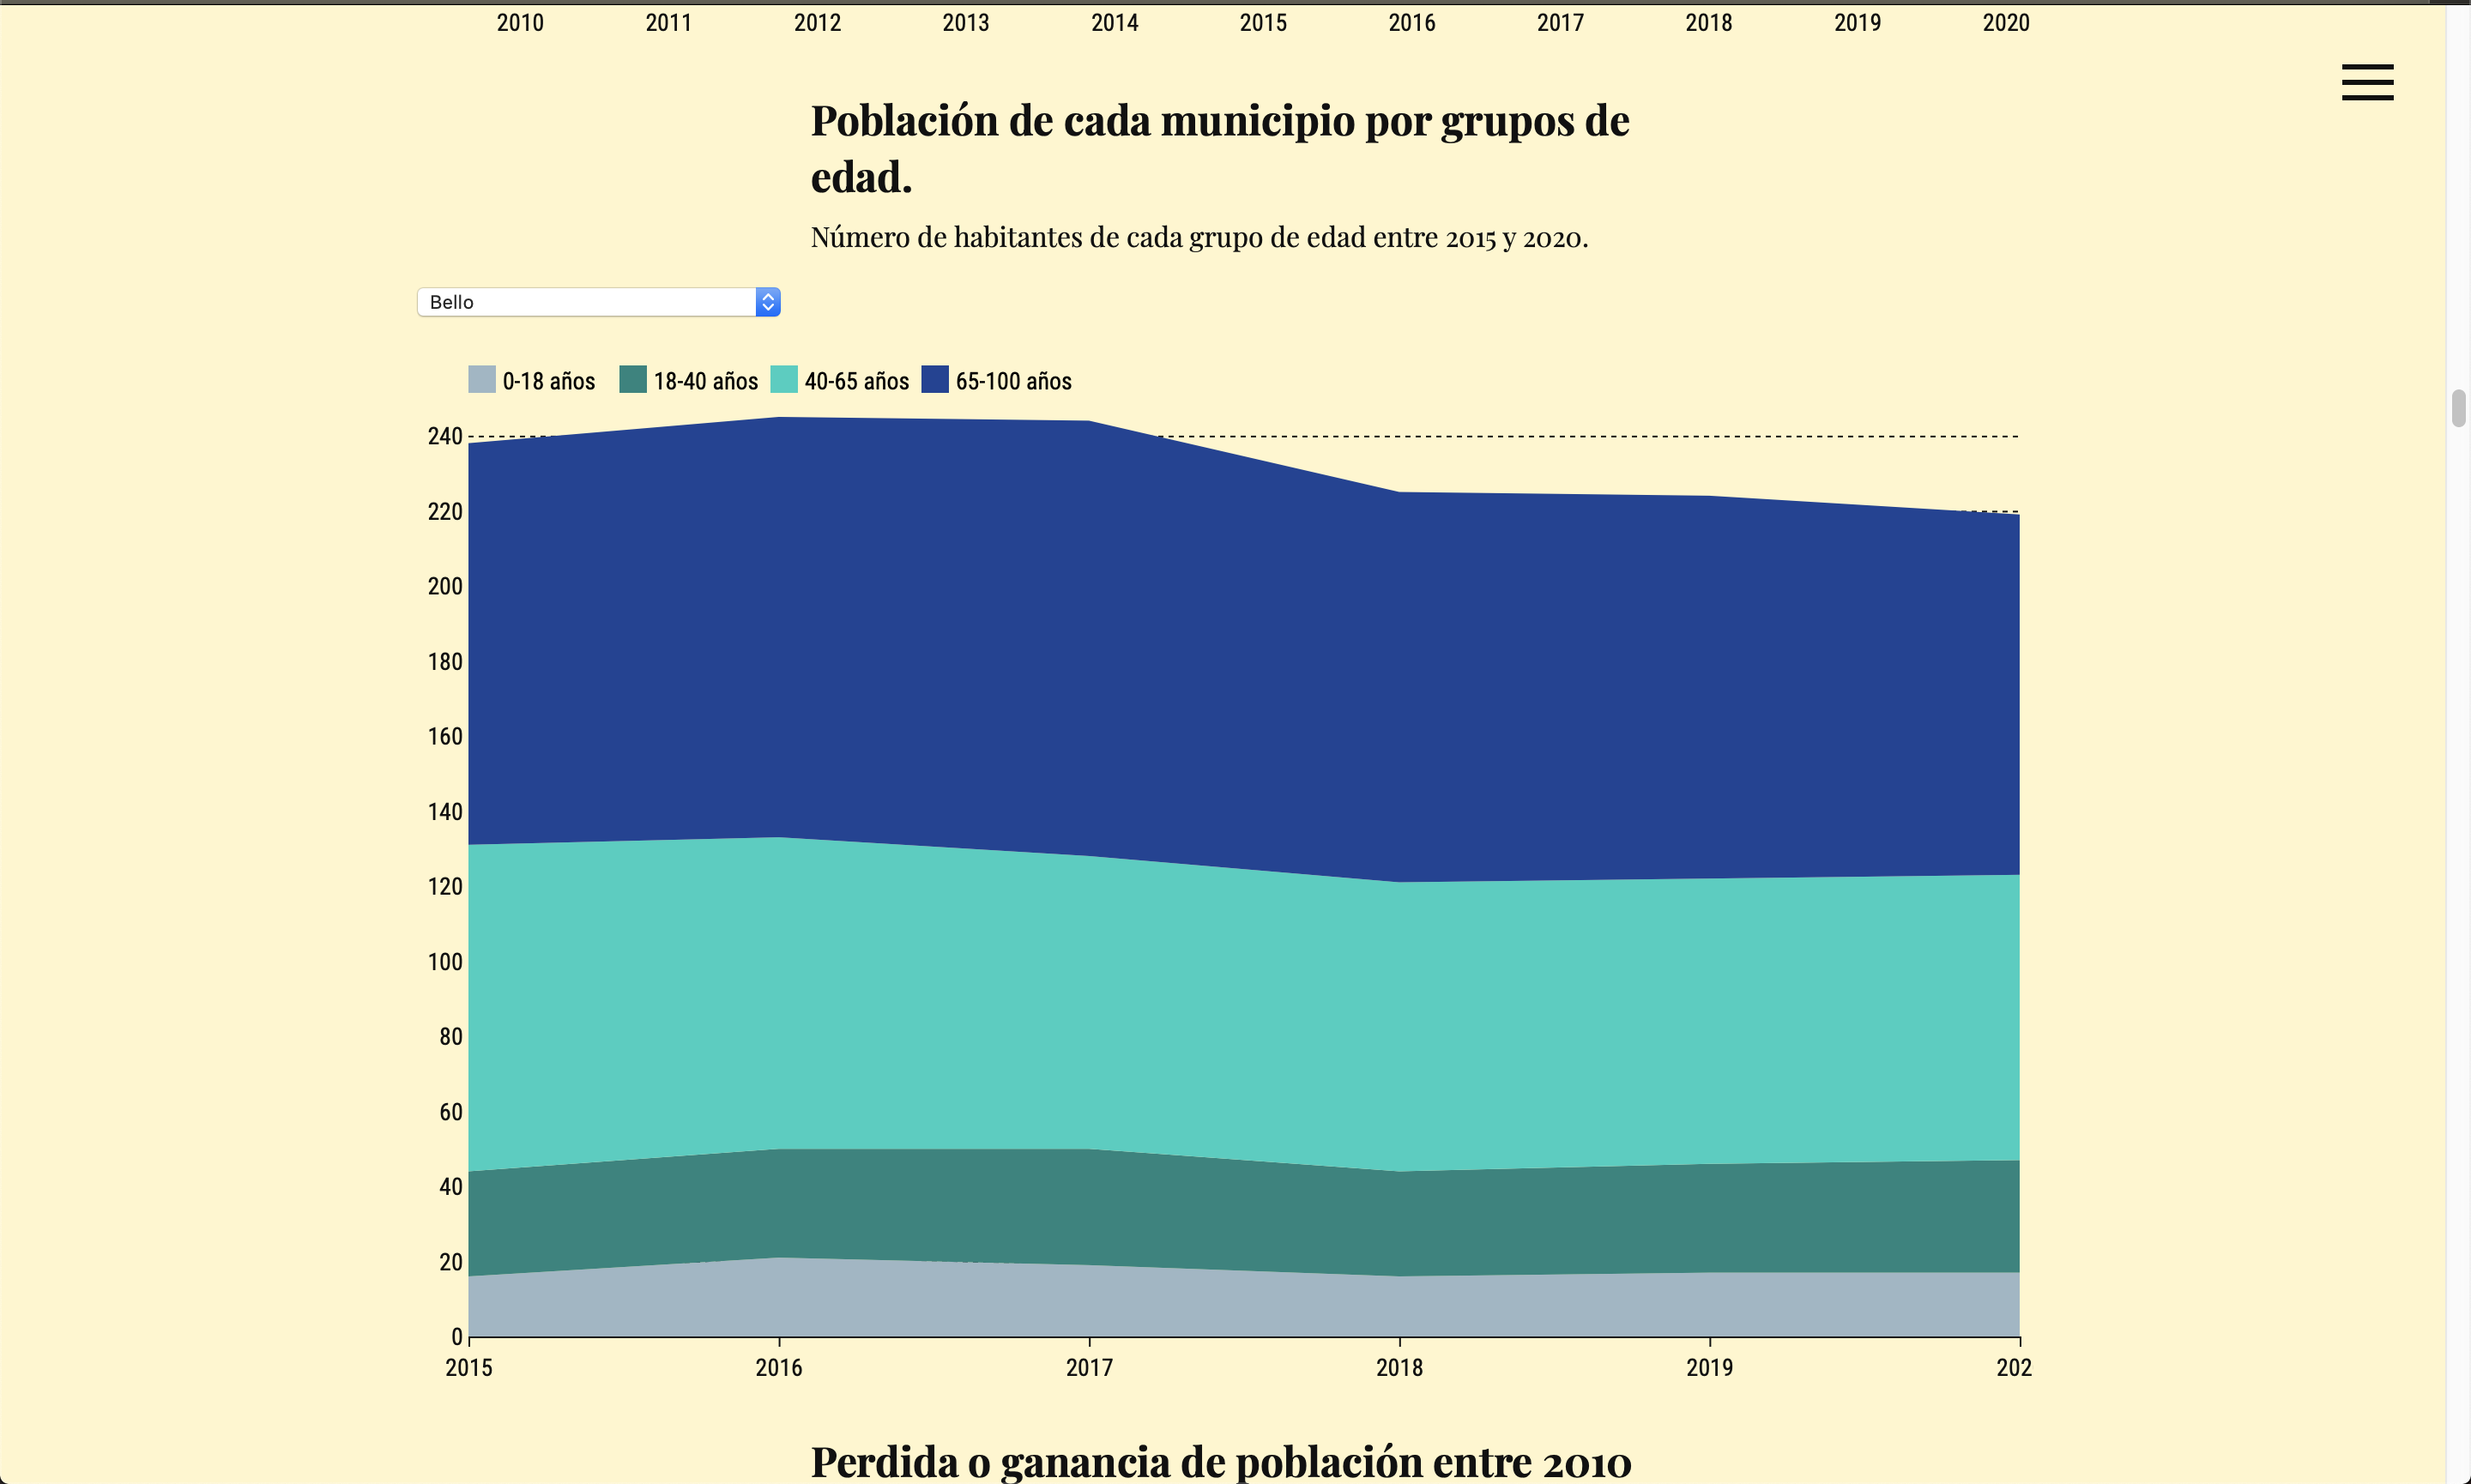 2010 2011 2012 2013 2014 2015 2016 2017 2018 2019 2020
Población de cada municipio por grupos de
edad.
Número de habitantes de cada grupo de edad entre 2015 y 2020.
Bello
0-18 años 18-40 años 40-65 años 65-100 años
240
220
200
180
160
140
120
100
80
60
40
20
0
2015 2016 2017 2018 2019 202
Perdida o ganancia de población entre 2010